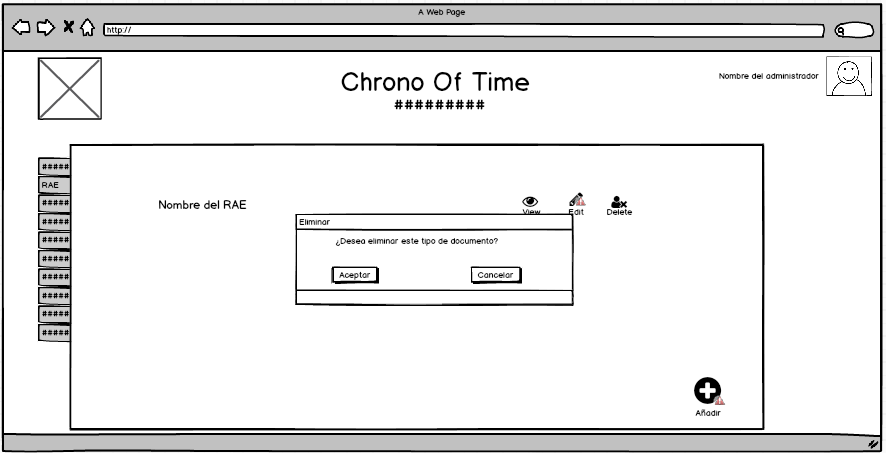 A Web Page
http://
Chrono Of Time
#########
Nombre del administrador
#####
RAE
#####
#####
#####
#####
#####
#####
#####
#####
Nombre del RAE
View
Edit
Delete
Eliminar
¿Desea eliminar este tipo de documento?
Aceptar
Cancelar
Añadir